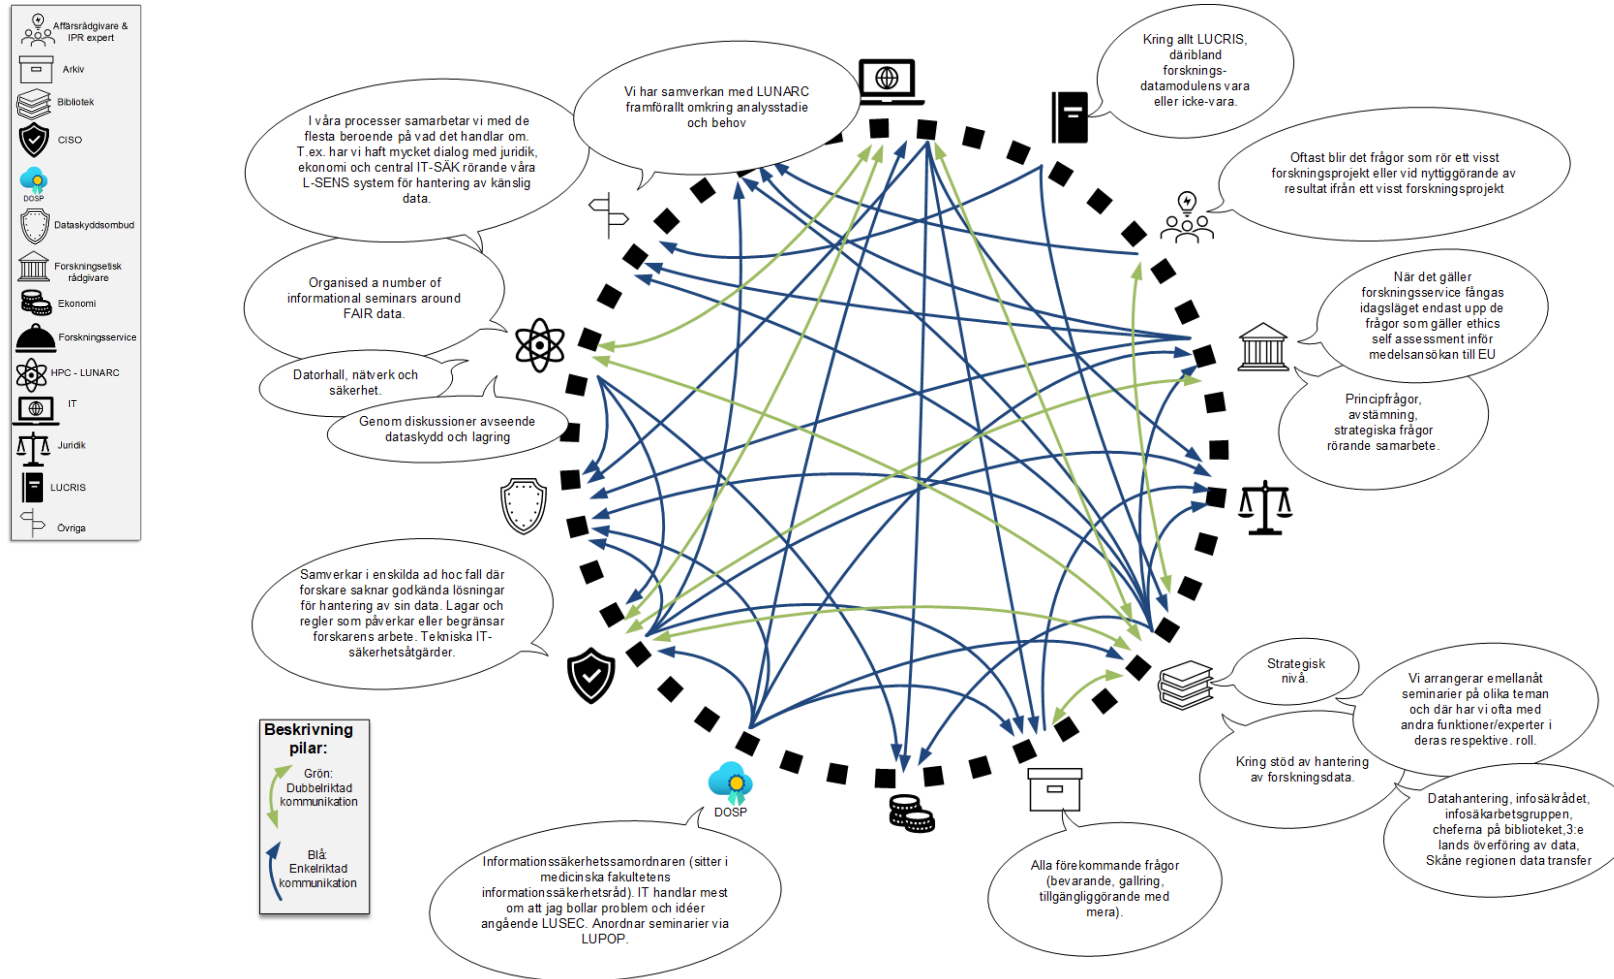 Affärsrådgivare &
IPR expert
Arkiv
Bibliotek
CISO
DOSP
Dataskyddsombud
Forskningsetisk
rådgivare
Ekonomi
Forskningsservice
HPC - LUNARC
IT
Juridik
LUCRIS
Övriga
I våra processer samarbetar vi med de
flesta beroende på vad det handlar om.
T.ex. har vi haft mycket dialog med juridik,
ekonomi och central IT-SÄK rörande våra
L-SENS system för hantering av känslig
data.
Vi har samverkan med LUNARC
framförallt omkring analysstadie
och behov
Kring allt LUCRIS,
däribland
forsknings-
datamodulens vara
eller icke-vara.
Oftast blir det frågor som rör ett visst
forskningsprojekt eller vid nyttiggörande av
resultat ifrån ett visst forskningsprojekt
Organised a number of
informational seminars around
FAIR data.
När det gäller
forskningsservice fångas
idagsläget endast upp de
frågor som gäller ethics
self assessment inför
medelsansökan till EU
Datorhall, nätverk och
säkerhet.
Genom diskussioner avseende
dataskydd och lagring
Principfrågor,
avstämning,
strategiska frågor
rörande samarbete.
Samverkar i enskilda ad hoc fall där
forskare saknar godkända lösningar
för hantering av sin data. Lagar och
regler som påverkar eller begränsar
forskarens arbete. Tekniska IT-
säkerhetsåtgärder.
Strategisk
nivå.
Vi arrangerar emellanåt
seminarier på olika teman
och där har vi ofta med
andra funktioner/experter i
deras respektive. roll.
Kring stöd av hantering
av forskningsdata.
Datahantering, infosäkrådet,
infosäkarbetsgruppen,
cheferna på biblioteket,3:e
lands överföring av data,
Skåne regionen data transfer
Beskrivning
pilar:
Grön:
Dubbelriktad
kommunikation
Blå:
Enkelriktad
kommunikation
DOSP
Informationssäkerhetssamordnaren (sitter i
medicinska fakultetens
informationssäkerhetsråd). IT handlar mest
om att jag bollar problem och idéer
angående LUSEC. Anordnar seminarier via
LUPOP.
Alla förekommande frågor
(bevarande, gallring,
tillgängliggörande med
mera).